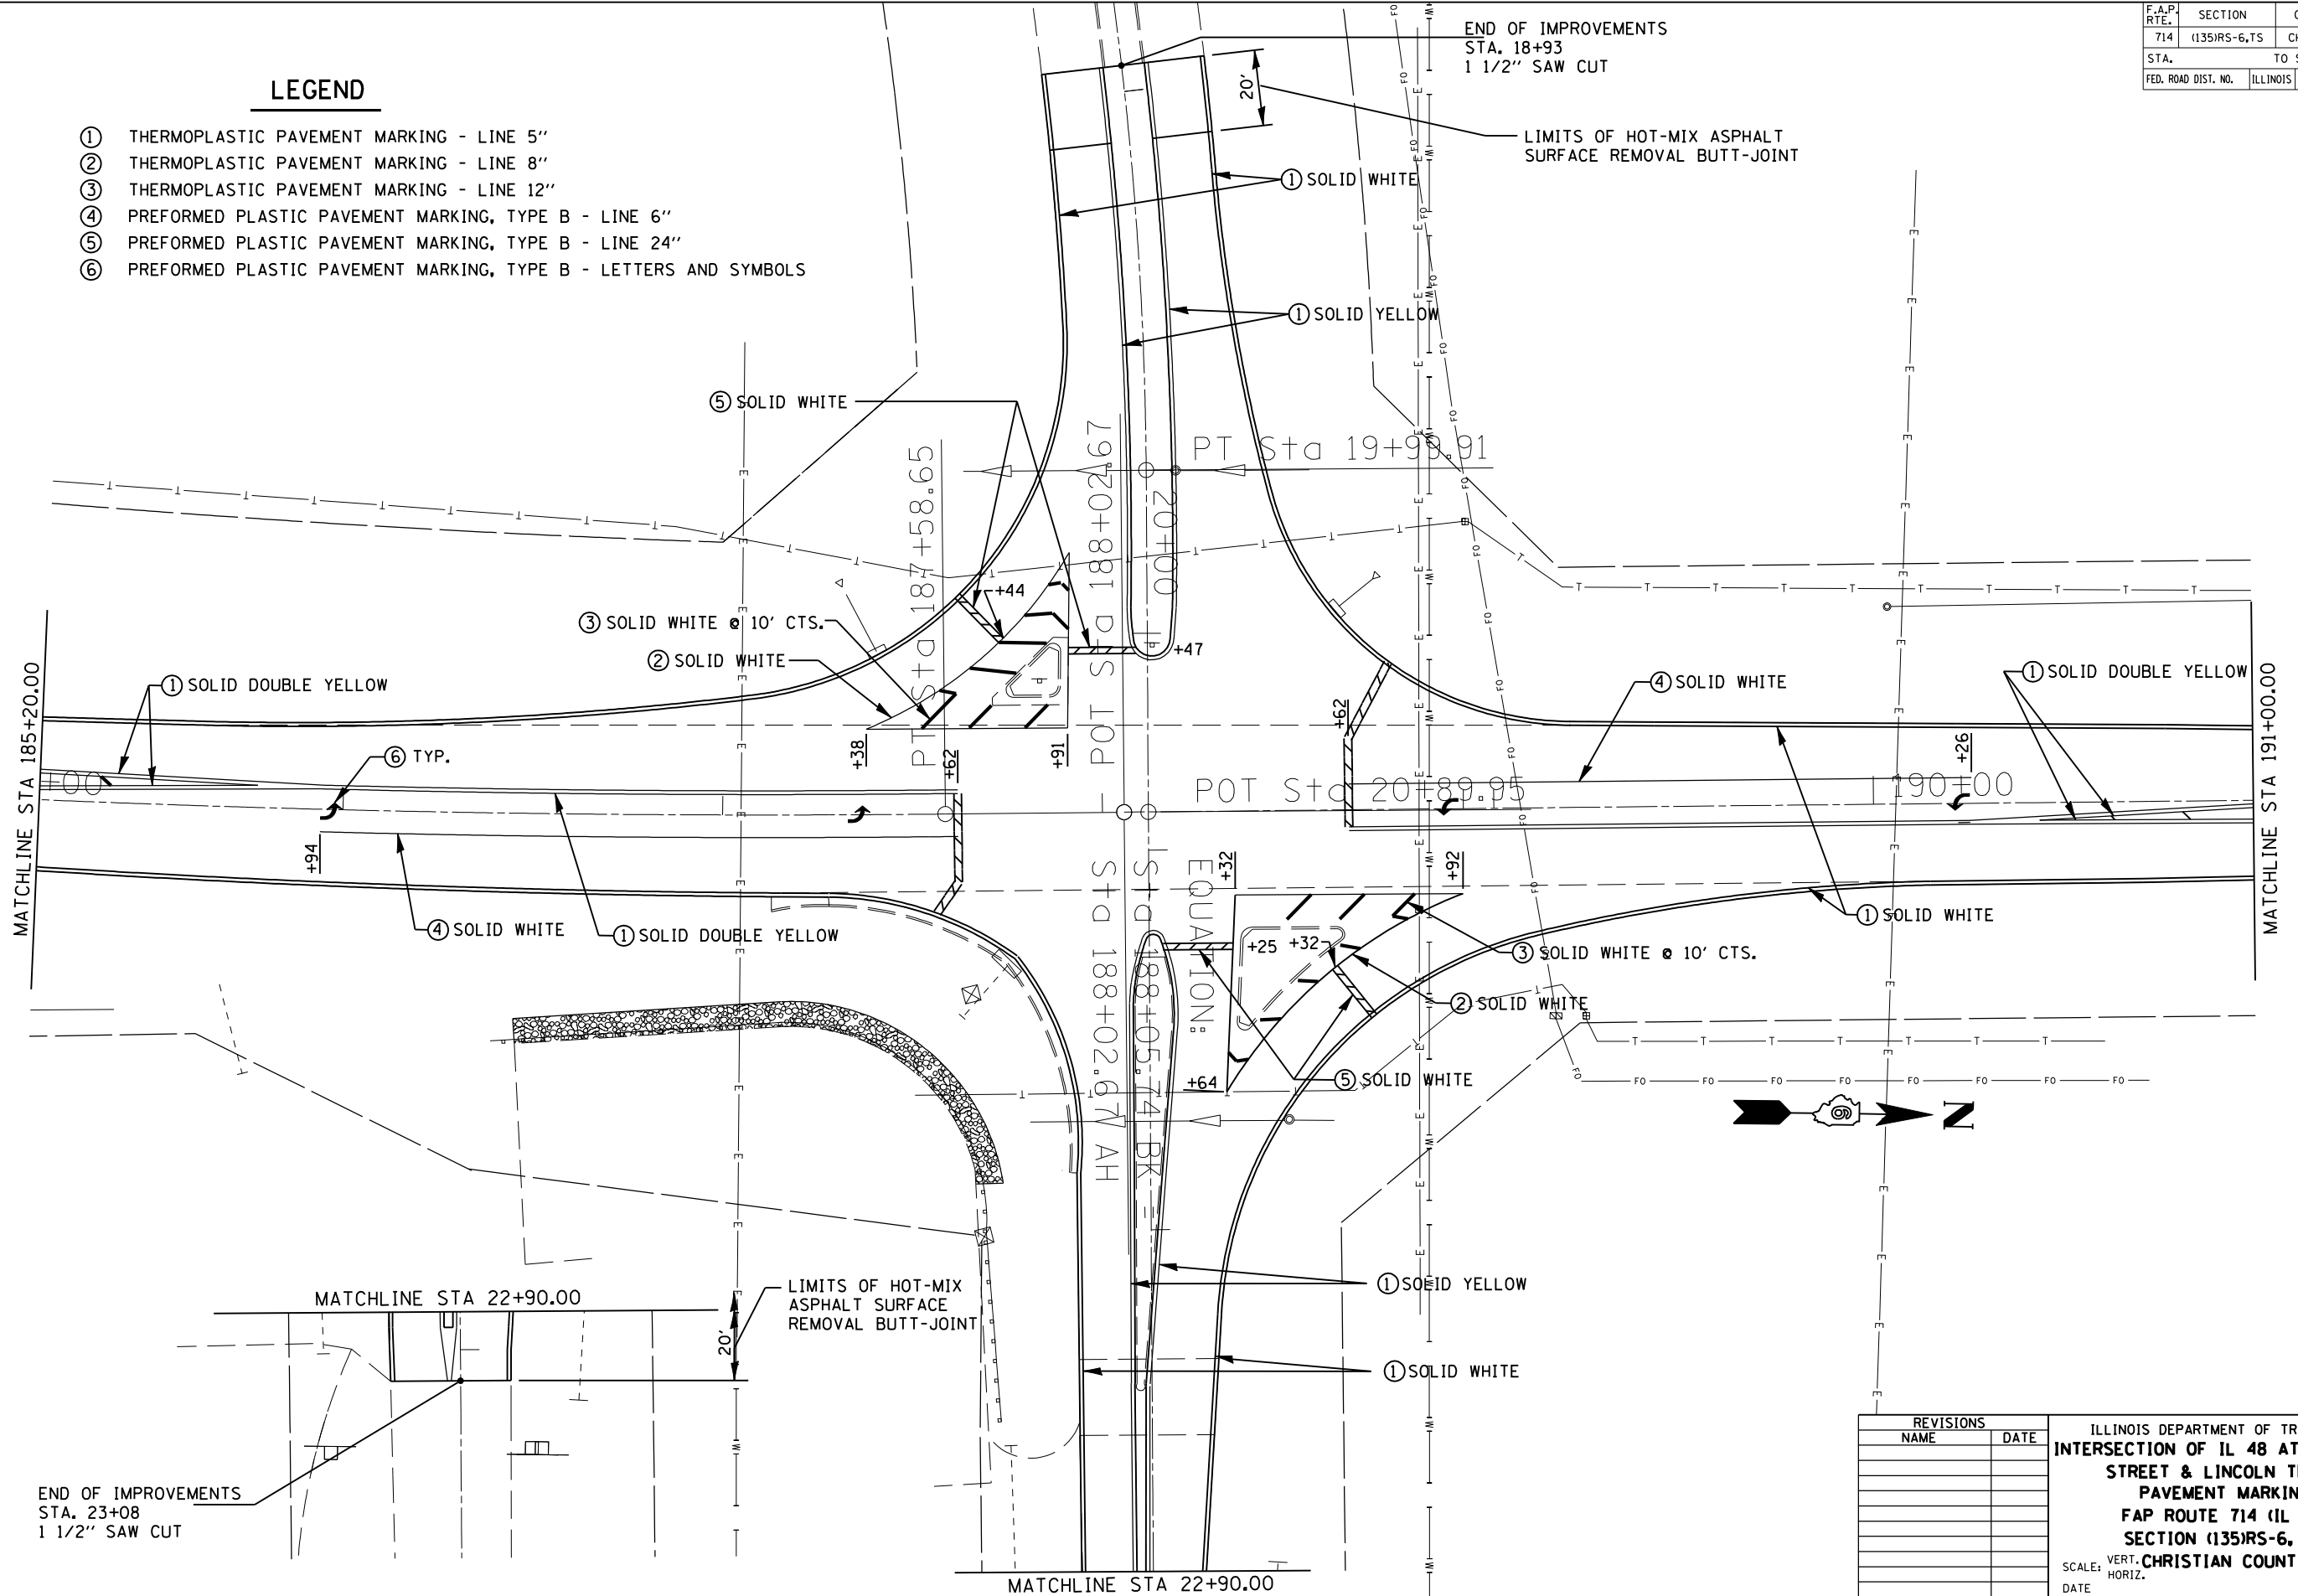 F.A.P. RTE. SECTION
714 (135)RS-6,TS
STA. TO
FED. ROAD DIST. NO. ILLINOIS
END OF IMPROVEMENTS
STA. 18+93
1 1/2" SAW CUT
LEGEND
① THERMOPLASTIC PAVEMENT MARKING - LINE 5"
② THERMOPLASTIC PAVEMENT MARKING - LINE 8"
③ THERMOPLASTIC PAVEMENT MARKING - LINE 12"
④ PREFORMED PLASTIC PAVEMENT MARKING, TYPE B - LINE 6"
⑤ PREFORMED PLASTIC PAVEMENT MARKING, TYPE B - LINE 24"
⑥ PREFORMED PLASTIC PAVEMENT MARKING, TYPE B - LETTERS AND SYMBOLS
20'
LIMITS OF HOT-MIX ASPHALT
SURFACE REMOVAL BUTT-JOINT
① SOLID WHITE
① SOLID YELLOW
⑤ SOLID WHITE
PT Sta 19+99.91
20+00
PT Sta 187+58.65
POT Sta 188+02.67
+44
③ SOLID WHITE @ 10' CTS.
② SOLID WHITE
+47
① SOLID DOUBLE YELLOW
④ SOLID WHITE
① SOLID DOUBLE YELLOW
MATCHLINE STA 185+20.00
MATCHLINE STA 191+00.00
⑥ TYP.
+38
+62
+91
+62
+26
+00
POT Sta 20+89.95
190+00
+94
+32
+92
④ SOLID WHITE
① SOLID DOUBLE YELLOW
① SOLID WHITE
+25
+32
③ SOLID WHITE @ 10' CTS.
② SOLID WHITE
EQUATION:
Sta 188+05.74 BK
Sta 188+02.67 AH
+64
⑤ SOLID WHITE
N
① SOLID YELLOW
① SOLID WHITE
MATCHLINE STA 22+90.00
LIMITS OF HOT-MIX
ASPHALT SURFACE
REMOVAL BUTT-JOINT
20'
END OF IMPROVEMENTS
STA. 23+08
1 1/2" SAW CUT
MATCHLINE STA 22+90.00
REVISIONS
NAME DATE
ILLINOIS DEPARTMENT OF TR
INTERSECTION OF IL 48 AT
STREET & LINCOLN T
PAVEMENT MARKIN
FAP ROUTE 714 (IL
SECTION (135)RS-6,
SCALE: VERT. HORIZ.
CHRISTIAN COUNT
DATE